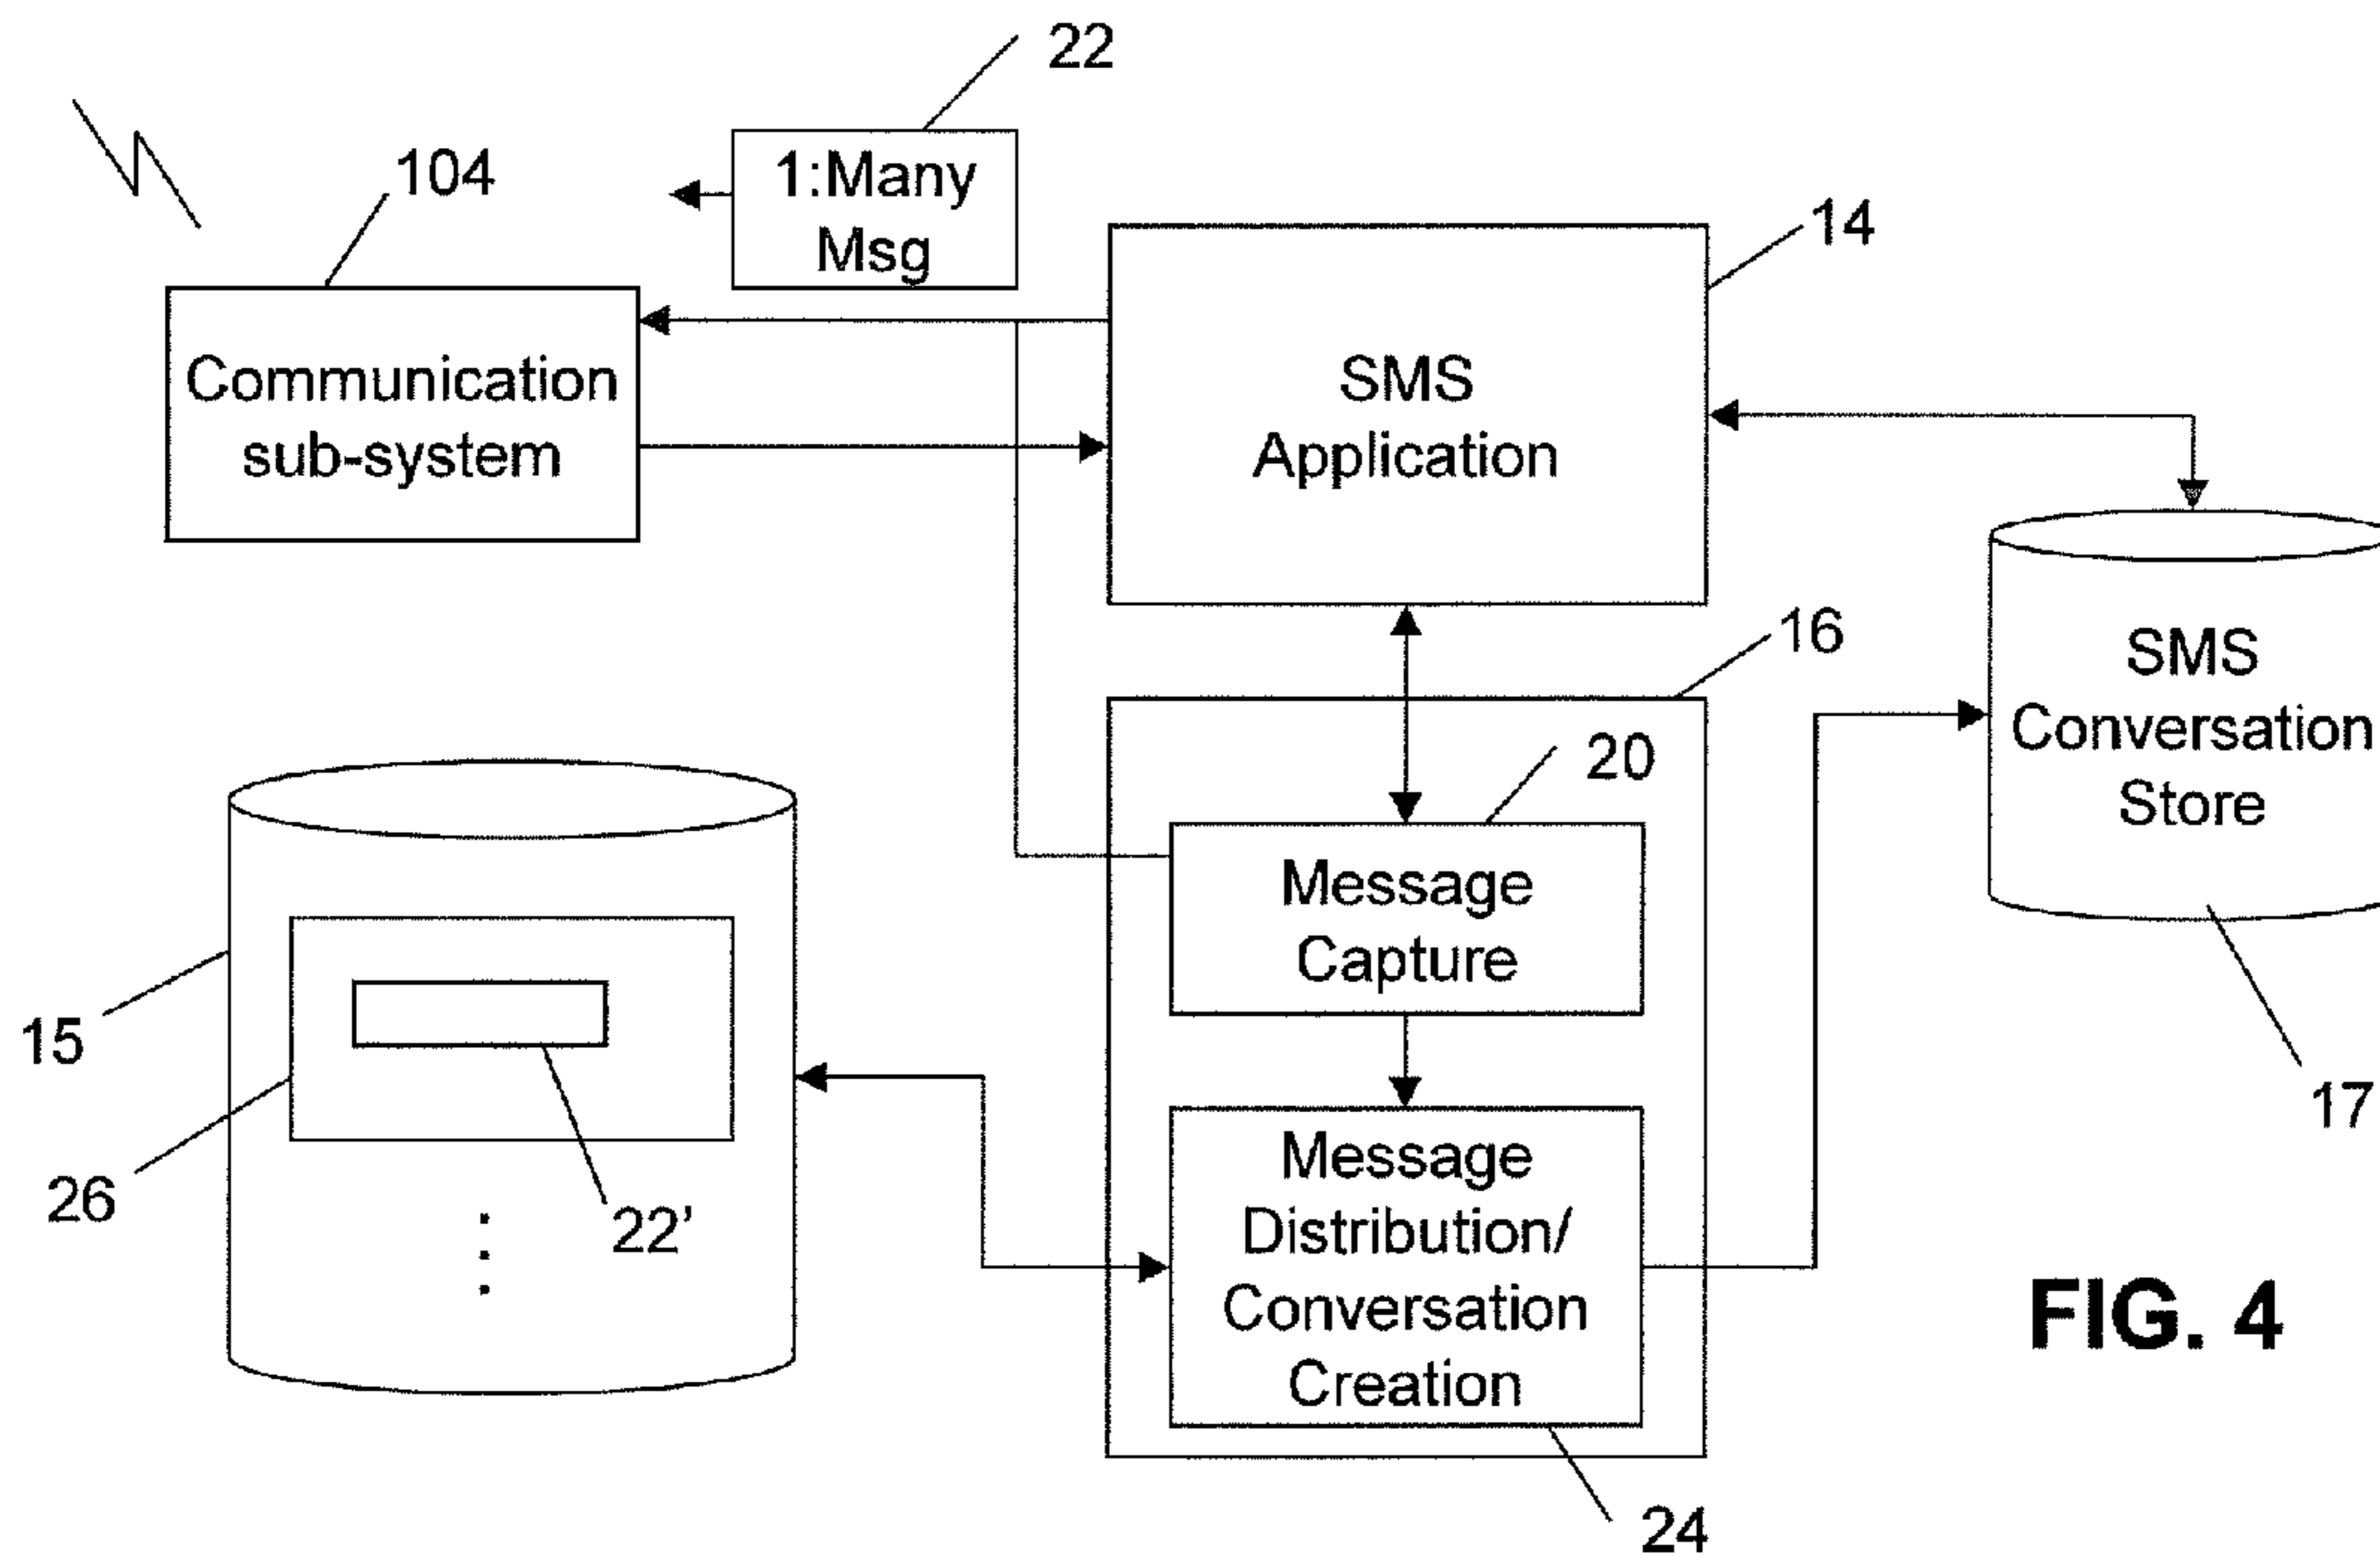 22
1:Many
Msg
104
14
Communication
sub-system
SMS
Application
16
SMS
Conversation
Store
20
Message
Capture
15
17
26
22’
Message
Distribution/
Conversation
Creation
FIG. 4
24